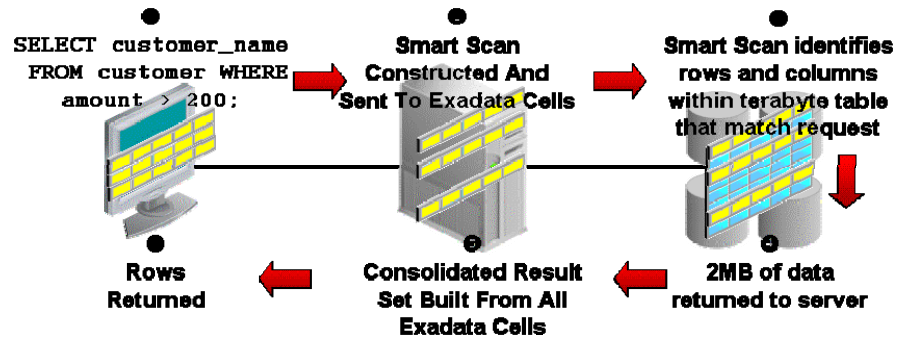 SELECT customer_name
FROM customer WHERE
amount > 200;
Smart Scan
Constructed And
Sent To Exadata Cells
Smart Scan identifies
rows and columns
within terabyte table
that match request
4
2MB of data
returned to server
5
Consolidated Result
Set Built From All
Exadata Cells
Rows
Returned